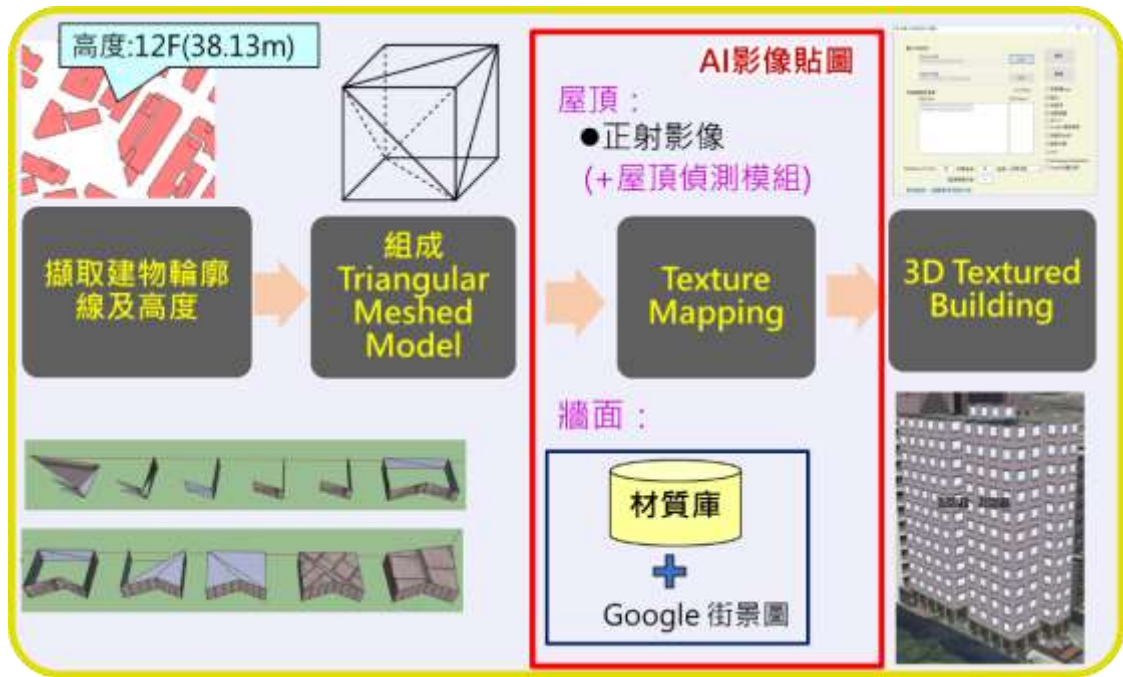 高度:12F(38.13m)
AI影像貼圖
屋頂：
●正射影像
(+屋頂偵測模組)
擷取建物輪廓
線及高度
組成
Triangular
Meshed
Model
Texture
Mapping
3D Textured
Building
牆面：
材質庫
+
Google 街景圖